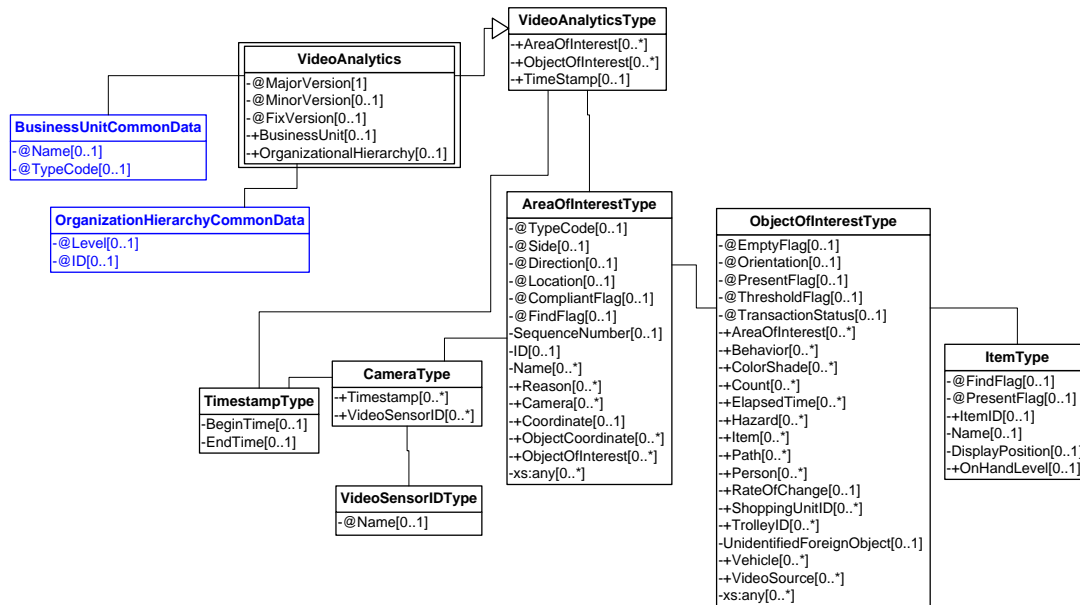 VideoAnalyticsType
-+AreaOfInterest[0..*]
-+ObjectOfInterest[0..*]
-+TimeStamp[0..1]
VideoAnalytics
-@MajorVersion[1]
-@MinorVersion[0..1]
-@FixVersion[0..1]
-+BusinessUnit[0..1]
-+OrganizationalHierarchy[0..1]
BusinessUnitCommonData
-@Name[0..1]
-@TypeCode[0..1]
OrganizationHierarchyCommonData
-@Level[0..1]
-@ID[0..1]
AreaOfInterestType
-@TypeCode[0..1]
-@Side[0..1]
-@Direction[0..1]
-@Location[0..1]
-@CompliantFlag[0..1]
-@FindFlag[0..1]
-SequenceNumber[0..1]
-ID[0..1]
-Name[0..*]
-+Reason[0..*]
-+Camera[0..*]
-+Coordinate[0..1]
-+ObjectCoordinate[0..*]
-+ObjectOfInterest[0..*]
-xs:any[0..*]
ObjectOfInterestType
-@EmptyFlag[0..1]
-@Orientation[0..1]
-@PresentFlag[0..1]
-@ThresholdFlag[0..1]
-@TransactionStatus[0..1]
-+AreaOfInterest[0..*]
-+Behavior[0..*]
-+ColorShade[0..*]
-+Count[0..*]
-+ElapsedTime[0..*]
-+Hazard[0..*]
-+Item[0..*]
-+Path[0..*]
-+Person[0..*]
-+RateOfChange[0..1]
-+ShoppingUnitID[0..*]
-+TrolleyID[0..*]
-UnidentifiedForeignObject[0..1]
-+Vehicle[0..*]
-+VideoSource[0..*]
-xs:any[0..*]
ItemType
-@FindFlag[0..1]
-@PresentFlag[0..1]
-+ItemID[0..1]
-Name[0..1]
-DisplayPosition[0..1]
-+OnHandLevel[0..1]
CameraType
-+Timestamp[0..*]
-+VideoSensorID[0..*]
TimestampType
-BeginTime[0..1]
-EndTime[0..1]
VideoSensorIDType
-@Name[0..1]